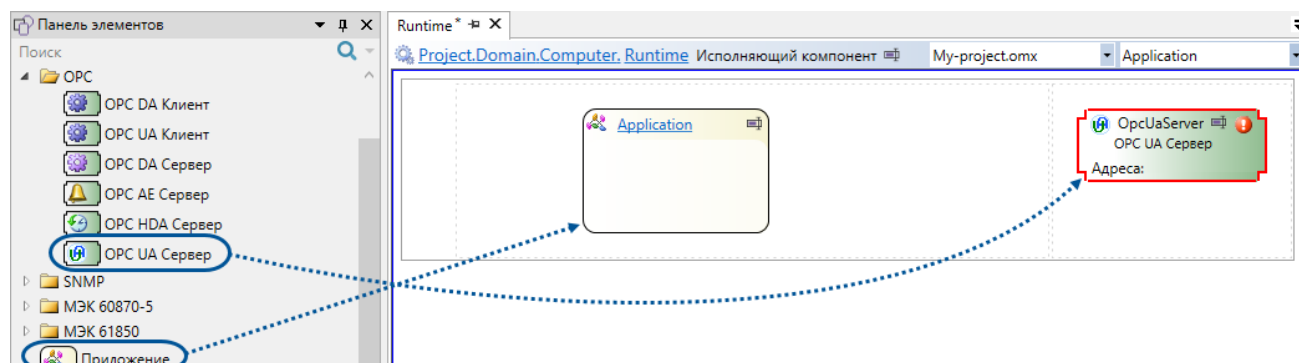 Панель элементов
Поиск
OPC
OPC DA Клиент
OPC UA Клиент
OPC DA Сервер
OPC AE Сервер
OPC HDA Сервер
OPC UA Сервер
SNMP
МЭК 60870-5
МЭК 61850
Приложение
Runtime*
Project.Domain.Computer. Runtime Исполняющий компонент My-project.omx Application
Application
OpcUaServer
OPC UA Сервер
Адреса: